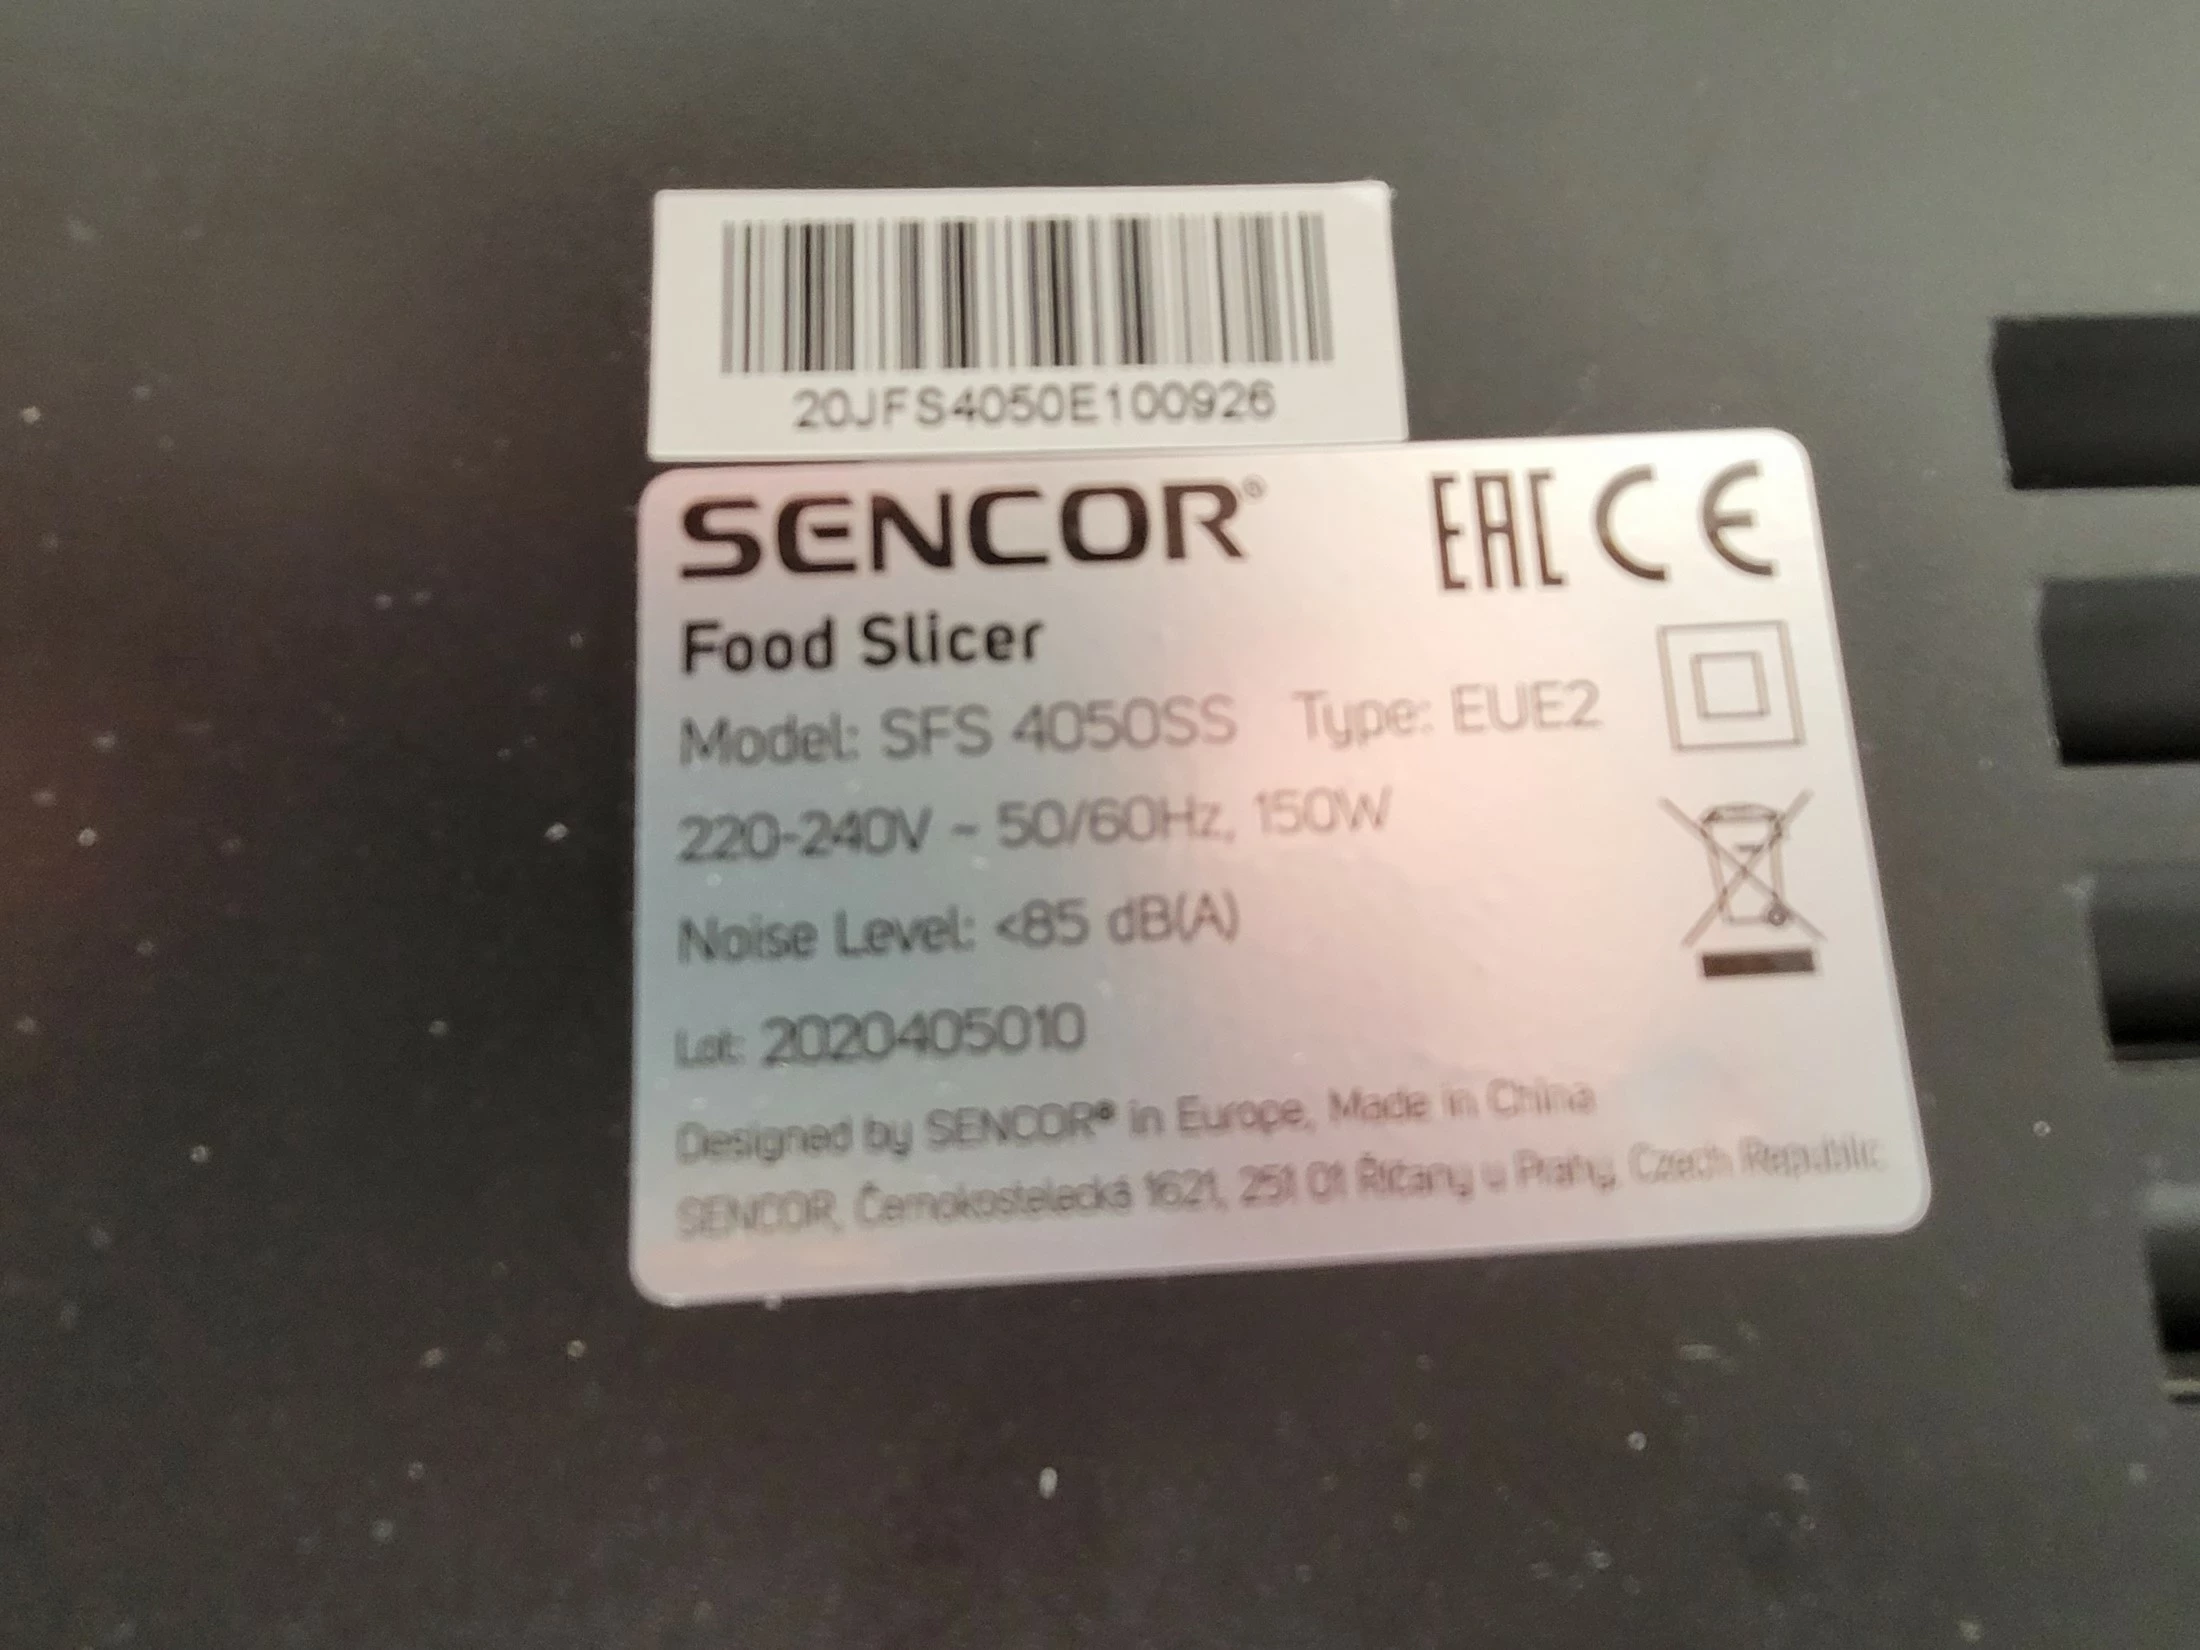 20JFS4050E100926
SENCOR®
EAC CE
Food Slicer
Model: SFS 4050SS Type: EUE2
220-240V ~ 50/60Hz, 150W
Noise Level: <85 dB(A)
Lot: 2020405010
Designed by SENCOR® in Europe, Made in China
SENCOR, Černokostelecká 1621, 251 01 Říčany u Prahy, Czech Republic